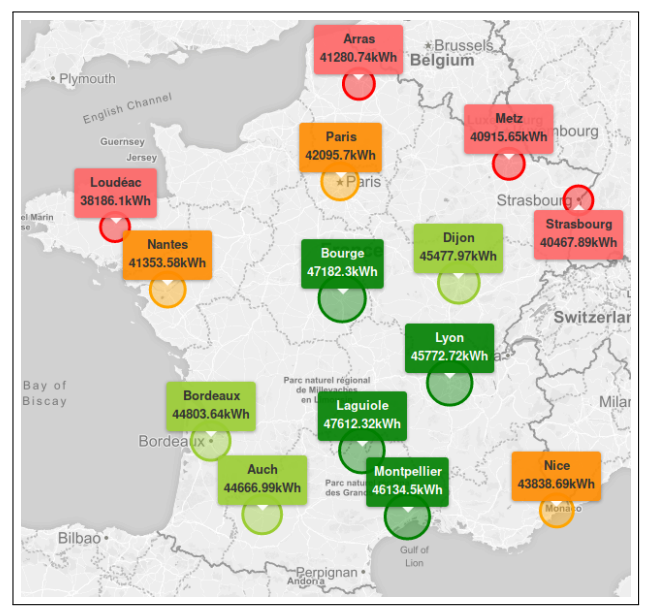 Arras
41280.74kWh
Brussels
Belgium
Plymouth
English Channel
Metz
40915.65kWh
Guernsey
Jersey
Paris
42095.7kWh
Paris
Loudéac
38186.1kWh
Strasbourg
Strasbourg
40467.89kWh
Nantes
41353.58kWh
Bourge
47182.3kWh
Dijon
45477.97kWh
Lyon
45772.72kWh
Bay of
Biscay
Parc naturel régional
de Millevaches
Bordeaux
44803.64kWh
Bordeaux
Laguiole
47612.32kWh
Auch
44666.99kWh
Montpellier
46134.5kWh
Nice
43838.69kWh
Monaco
Bilbao
Gulf of
Lion
Perpignan
Andorra